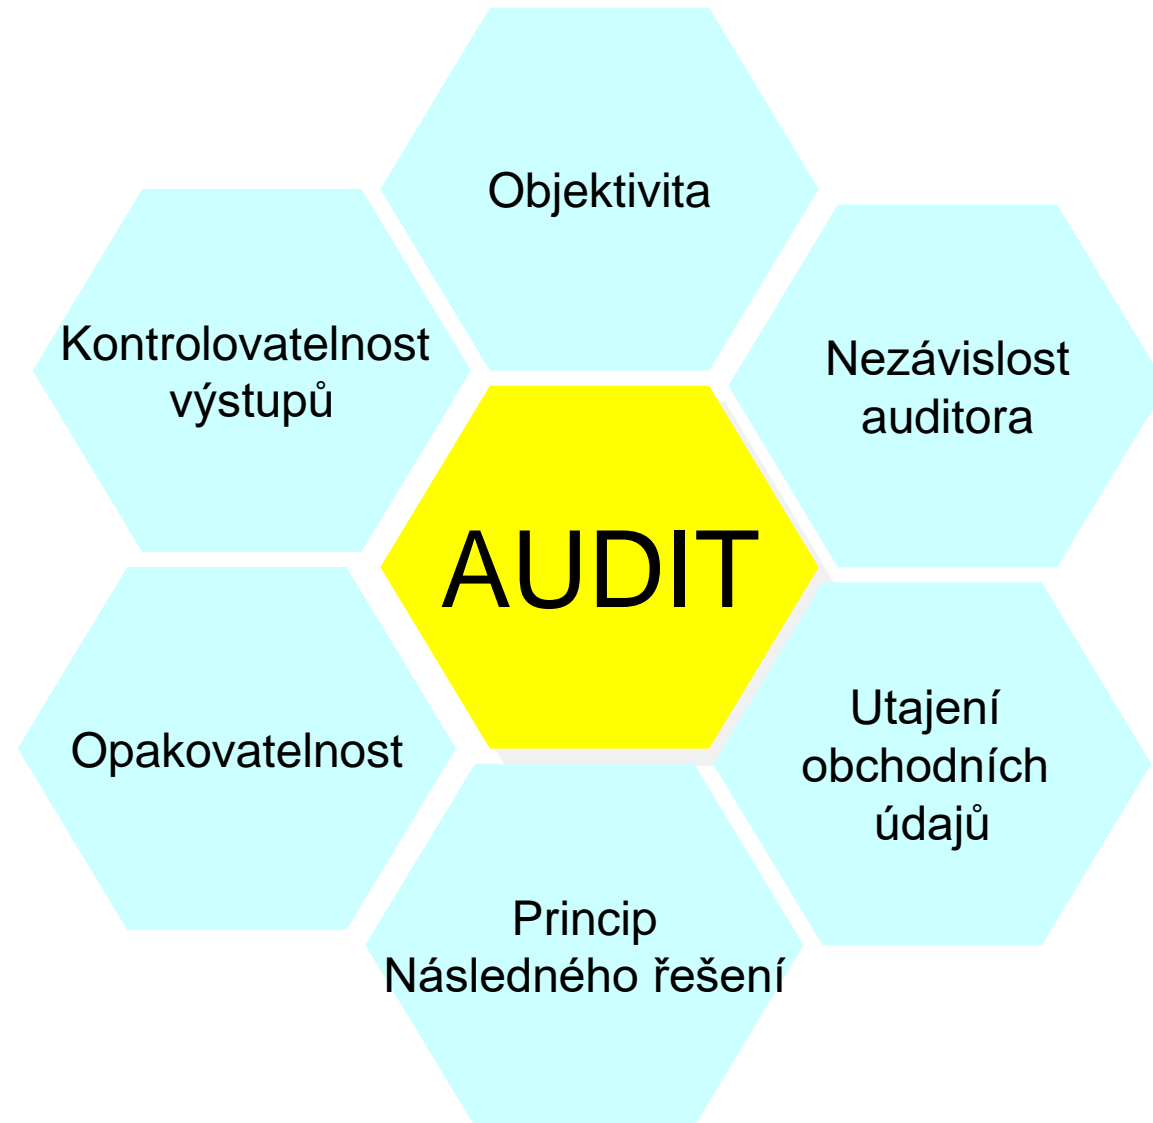 Objektivita
Kontrolovatelnost
výstupů
Nezávislost
auditora
AUDIT
Opakovatelnost
Utajení
obchodních
údajů
Princip
Následného řešení